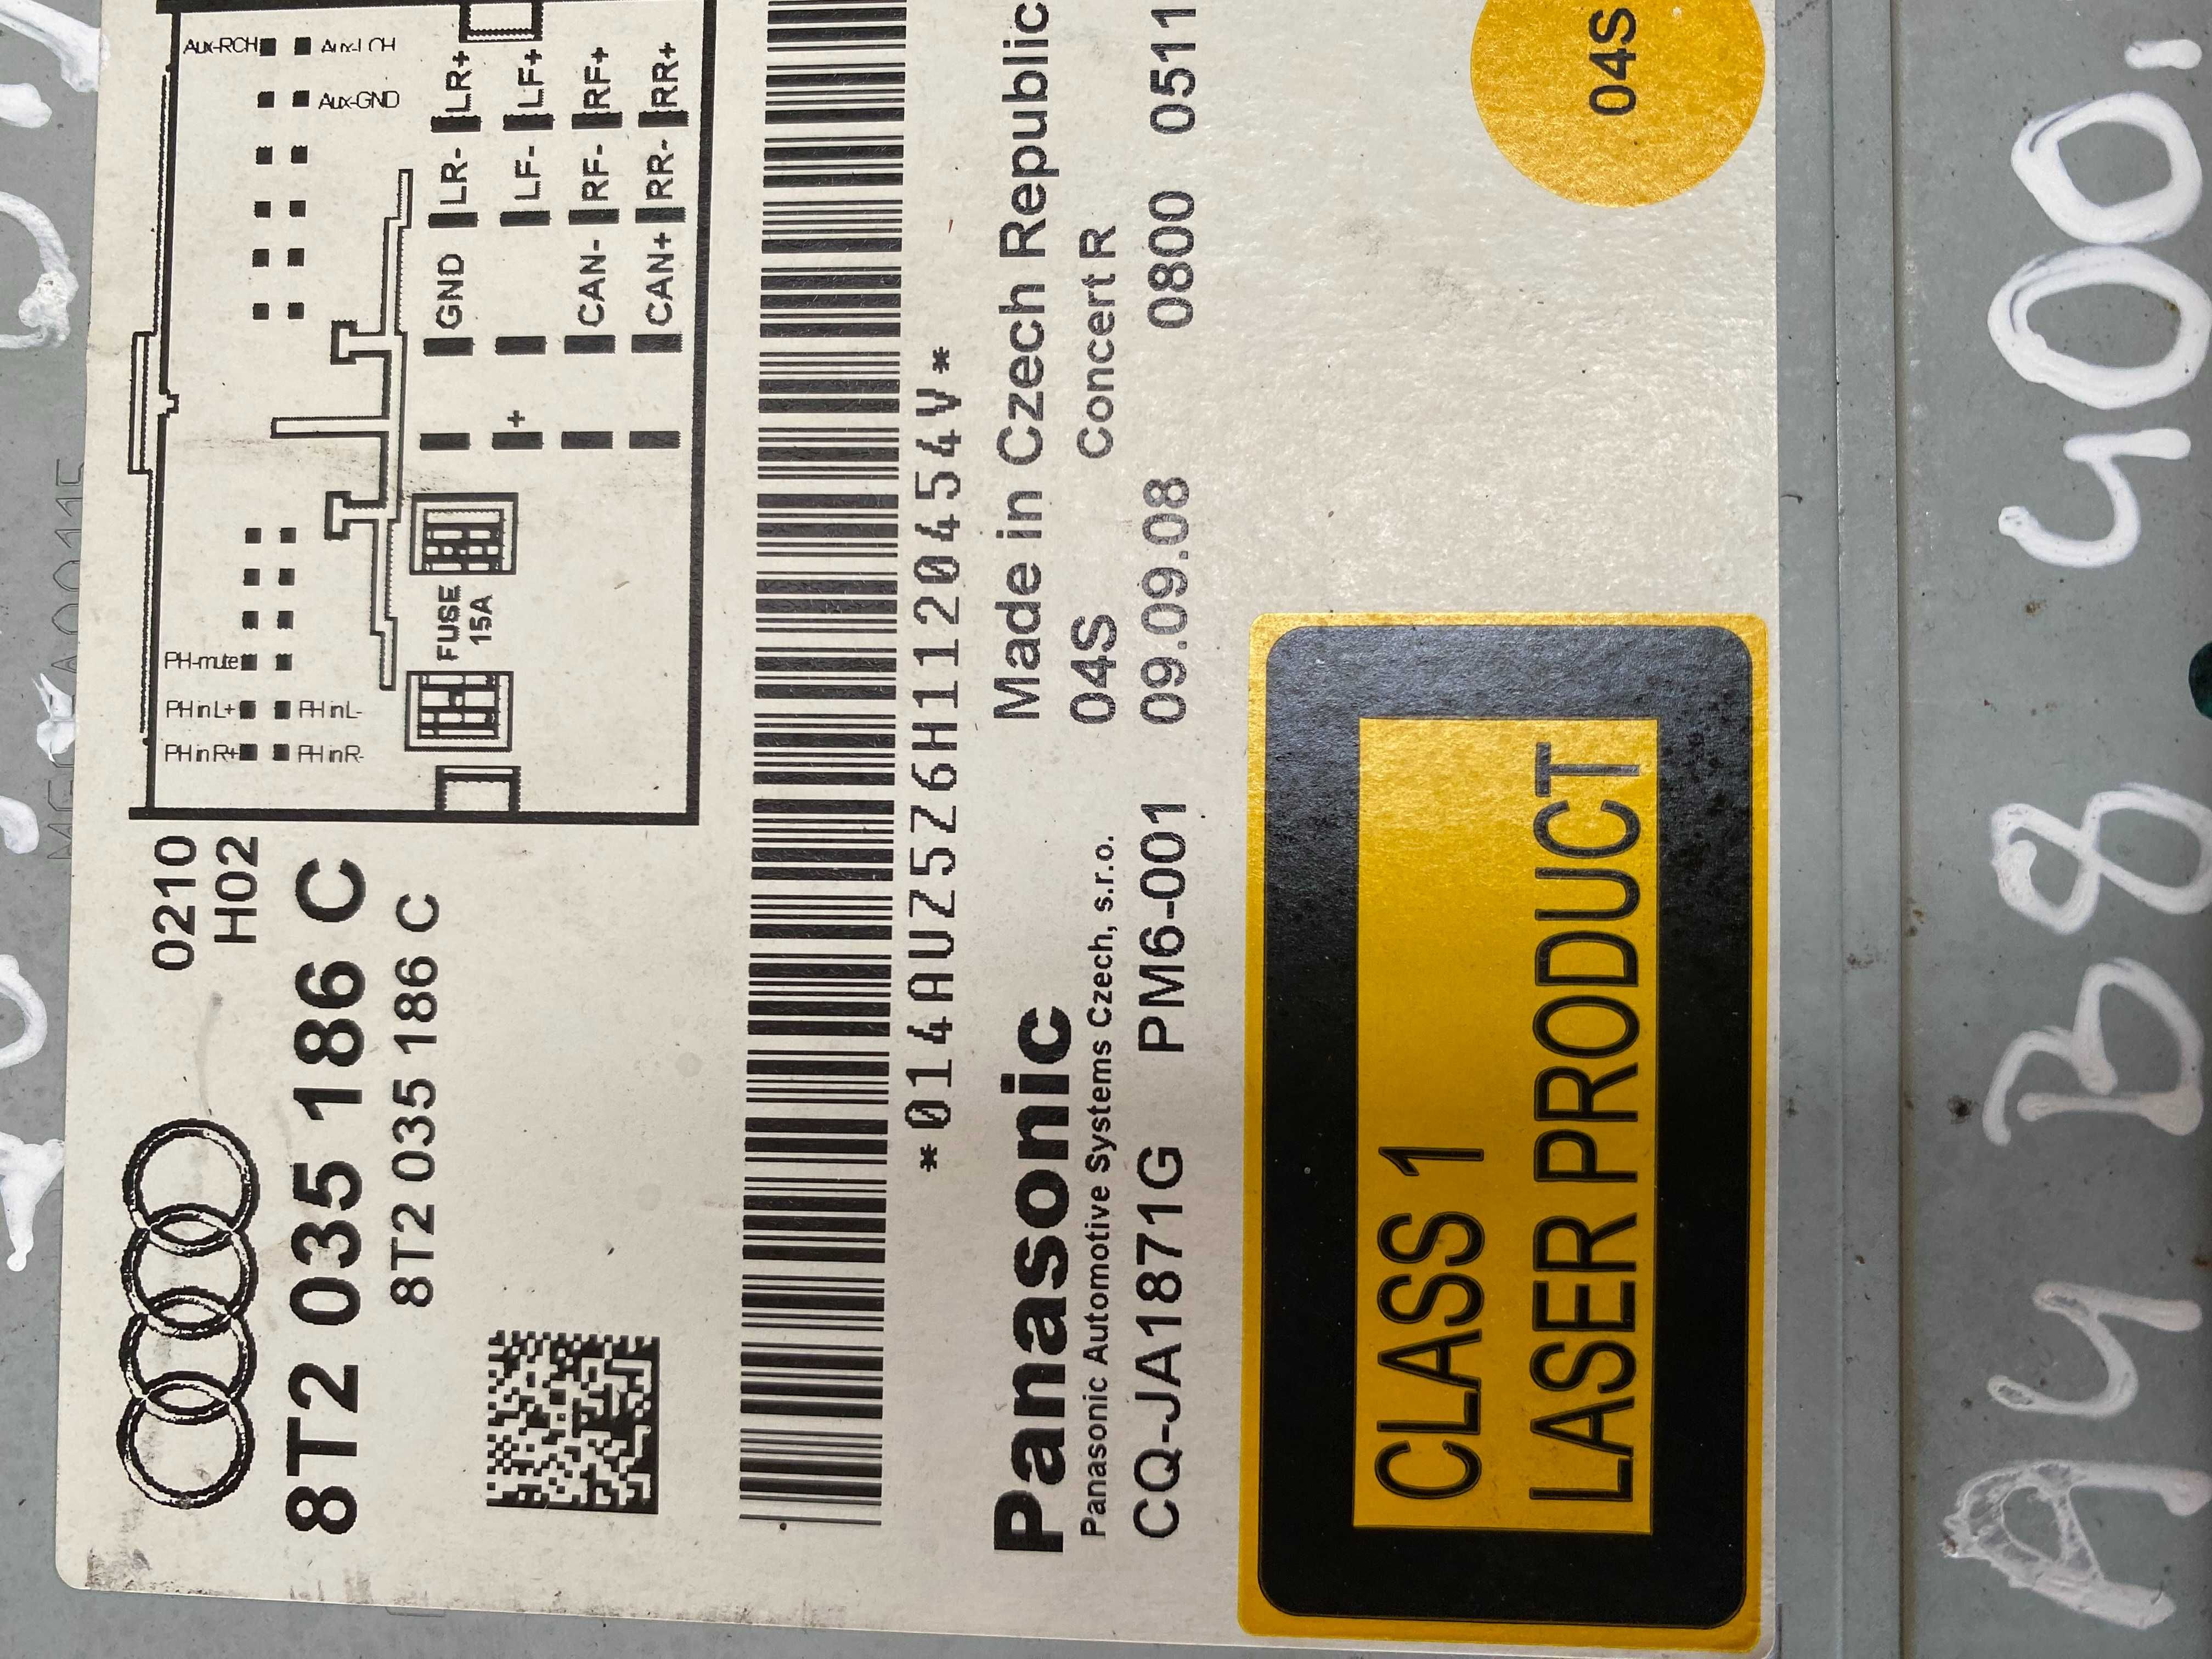 0210
H02
8T2 035 186 C
8T2 035 186 C
Aux-RCH
Aux-GND
PH-mute
PH in L+ PH in L-
PH in R+ PH in R-
FUSE
15A
GND LR- LR+
+ LF- LF+
CAN- RF- RF+
CAN+ RR- RR+
*014AUZ5Z6H1120454V*
Panasonic Made in Czech Republic
Panasonic Automotive Systems Czech, s.r.o. 04S Concert R
CQ-JA1871G PM6-001 09.09.08 0800 0511
CLASS 1
LASER PRODUCT
04S
A4 B8 400,